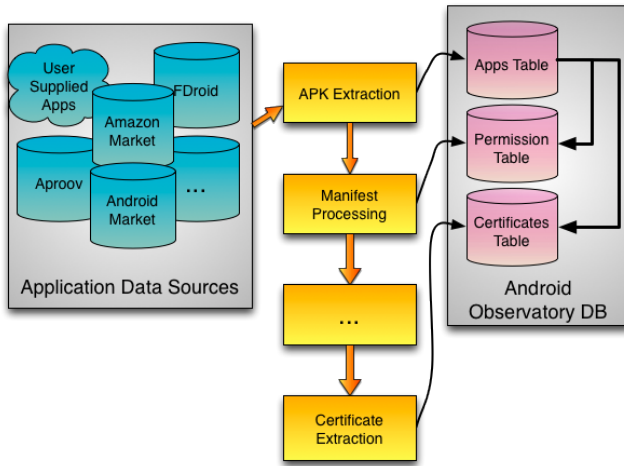 User
Supplied
Apps
FDroid
Amazon
Market
Aproov
Android
Market
...
Application Data Sources
APK Extraction
Manifest
Processing
...
Certificate
Extraction
Apps Table
Permission
Table
Certificates
Table
Android
Observatory DB